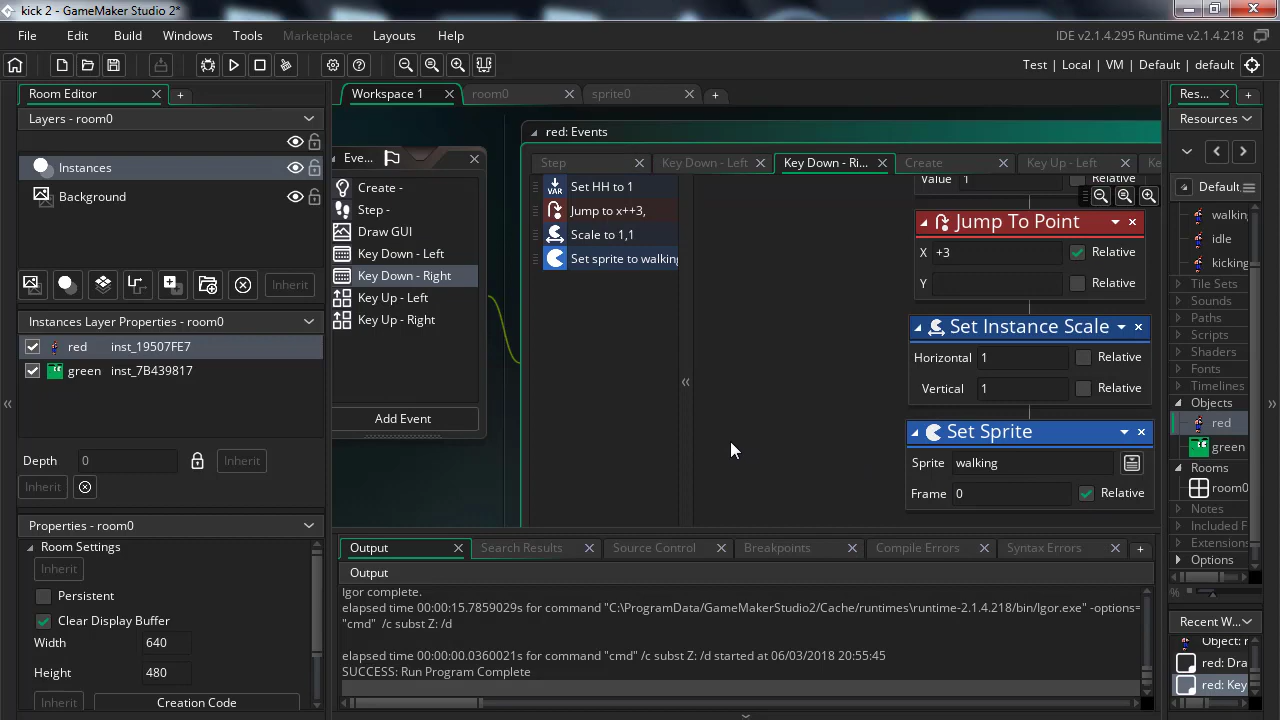 kick 2 - GameMaker Studio 2*
File Edit Build Windows Tools Marketplace Layouts Help
IDE v2.1.4.295 Runtime v2.1.4.218
Test | Local | VM | Default | default
Room Editor
Layers - room0
Instances
Background
Inherit
Instances Layer Properties - room0
red inst_19507FE7
green inst_7B439817
Depth 0 Inherit
Inherit
Properties - room0
Room Settings
Inherit
Persistent
Clear Display Buffer
Width 640
Height 480
Inherit Creation Code
Workspace 1 room0 sprite0
Eve...
Create -
Step -
Draw GUI
Key Down - Left
Key Down - Right
Key Up - Left
Key Up - Right
Add Event
red: Events
Step Key Down - Left Key Down - Ri... Create Key Up - Left Ke
Set HH to 1
Jump to x++3,
Scale to 1,1
Set sprite to walking
Value 1 Relative
Jump To Point
X +3 Relative
Y Relative
Set Instance Scale
Horizontal 1 Relative
Vertical 1 Relative
Set Sprite
Sprite walking
Frame 0 Relative
Output Search Results Source Control Breakpoints Compile Errors Syntax Errors
Output
Igor complete.
elapsed time 00:00:15.7859029s for command "C:\ProgramData/GameMakerStudio2/Cache/runtimes\runtime-2.1.4.218/bin/Igor.exe" -options=
"cmd" /c subst Z: /d
elapsed time 00:00:00.0360021s for command "cmd" /c subst Z: /d started at 06/03/2018 20:55:45
SUCCESS: Run Program Complete
Res...
Resources
Default
walking
idle
kicking
Tile Sets
Sounds
Paths
Scripts
Shaders
Fonts
Timelines
Objects
red
green
Rooms
room0
Notes
Included F
Extensions
Options
%
Recent W...
Object: r
red: Dra
red: Key